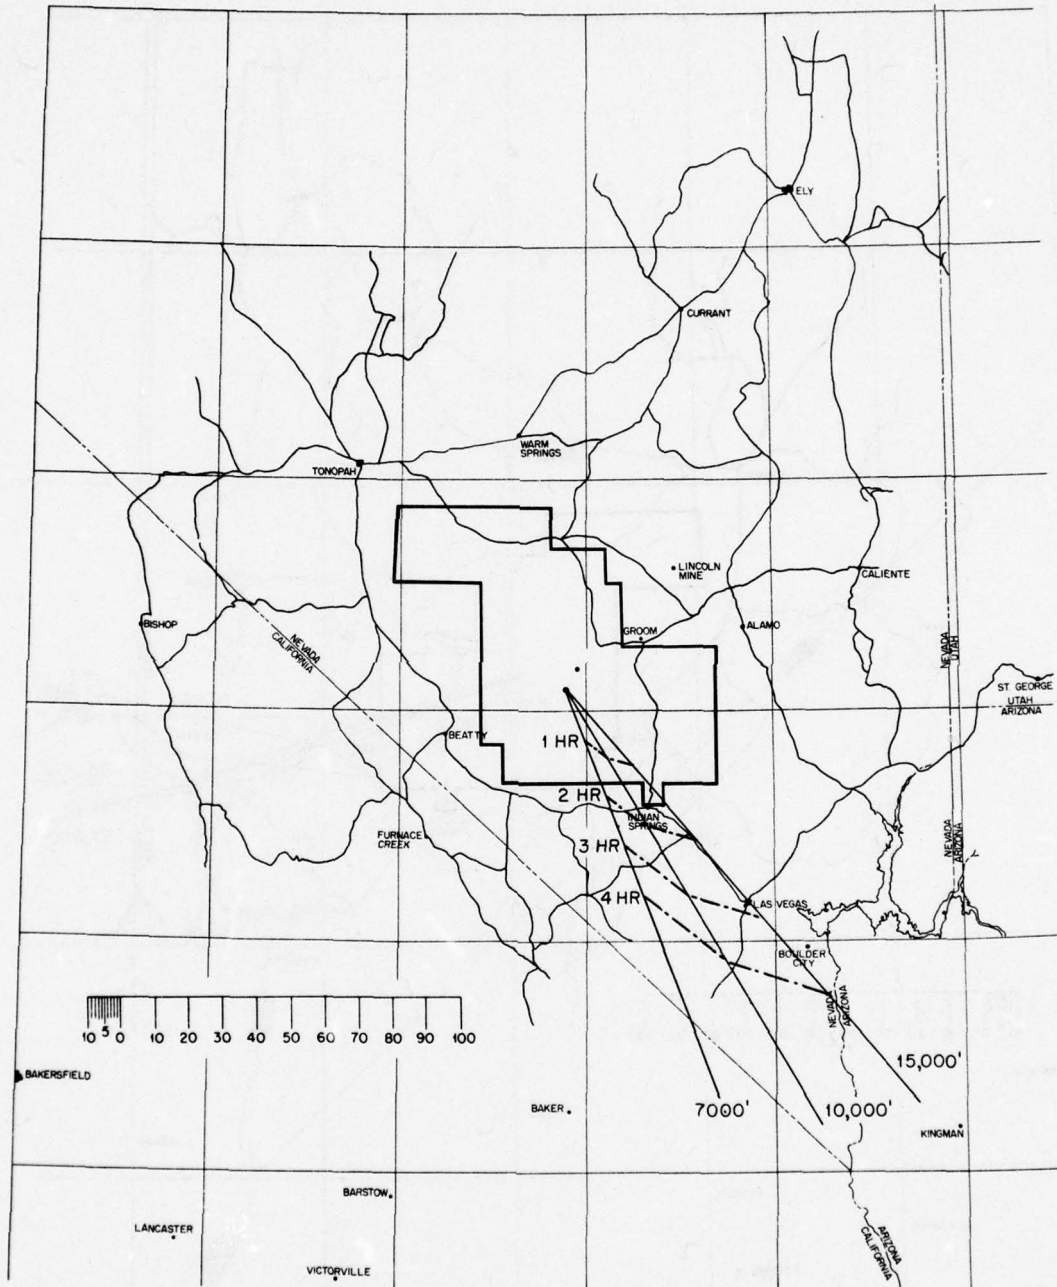 ELY
CURRANT
WARM
SPRINGS
TONOPAH
LINCOLN
MINE
CALIENTE
BISHOP
NEVADA
CALIFORNIA
GROOM
ALAMO
NEVADA
UTAH
ST. GEORGE
UTAH
ARIZONA
BEATTY
1 HR
2 HR
INDIAN
SPRINGS
FURNACE
CREEK
3 HR
NEVADA
ARIZONA
4 HR
LAS VEGAS
BOULDER
CITY
NEVADA
ARIZONA
10 5 0 10 20 30 40 50 60 70 80 90 100
BAKERSFIELD
15,000'
BAKER
7000'
10,000'
KINGMAN
BARSTOW
LANCASTER
ARIZONA
CALIFORNIA
VICTORVILLE